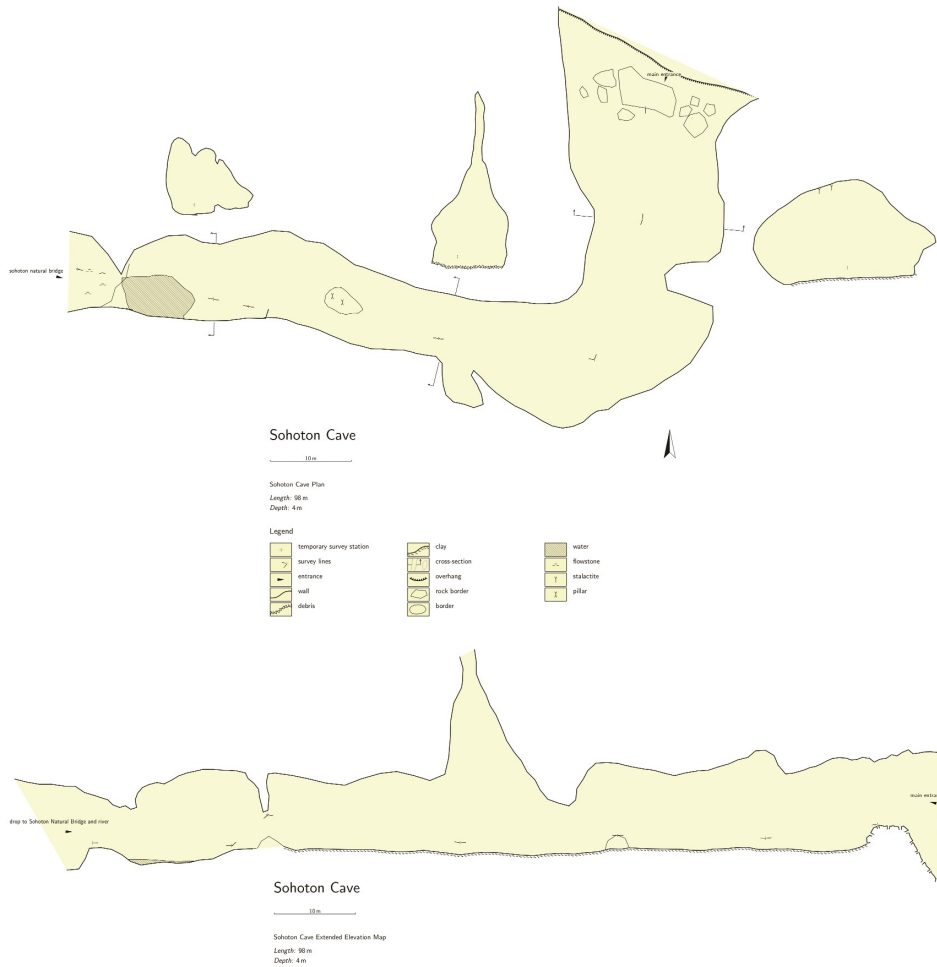 main entrance
sohoton natural bridge
Sohoton Cave
10 m
Sohoton Cave Plan
Length: 98 m
Depth: 4 m
Legend
temporary survey station
survey lines
entrance
wall
debris
clay
cross-section
overhang
rock border
border
water
flowstone
stalactite
pillar
main entran
drop to Sohoton Natural Bridge and river
Sohoton Cave
10 m
Sohoton Cave Extended Elevation Map
Length: 98 m
Depth: 4 m